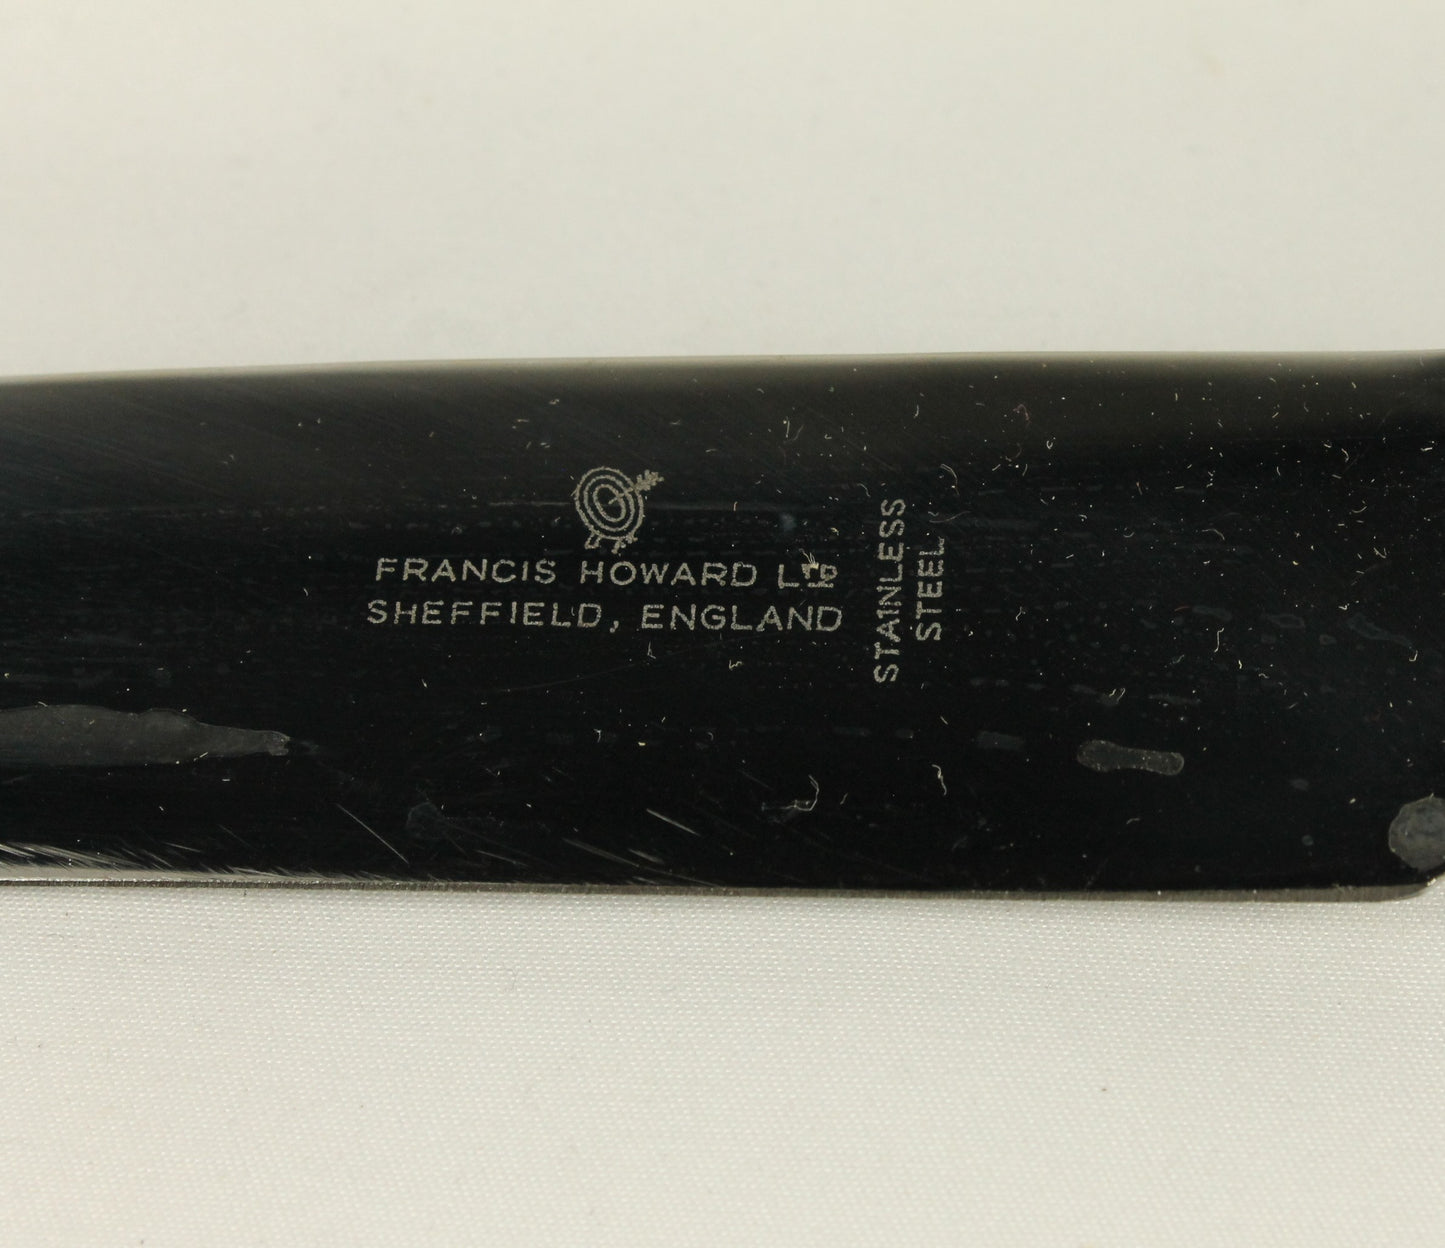 FRANCIS HOWARD LTD
SHEFFIELD, ENGLAND
STAINLESS
STEEL